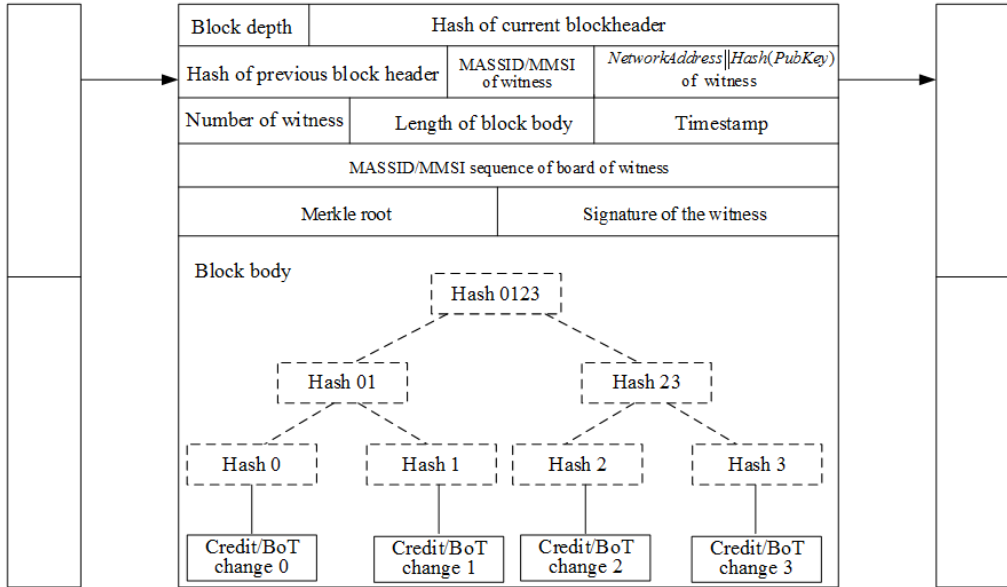 Block depth
Hash of current blockheader
Hash of previous block header
MASSID/MMSI
of witness
NetworkAddress||Hash(PubKey)
of witness
Number of witness
Length of block body
Timestamp
MASSID/MMSI sequence of board of witness
Merkle root
Signature of the witness
Block body
Hash 0123
Hash 01
Hash 23
Hash 0
Hash 1
Hash 2
Hash 3
Credit/BoT
change 0
Credit/BoT
change 1
Credit/BoT
change 2
Credit/BoT
change 3